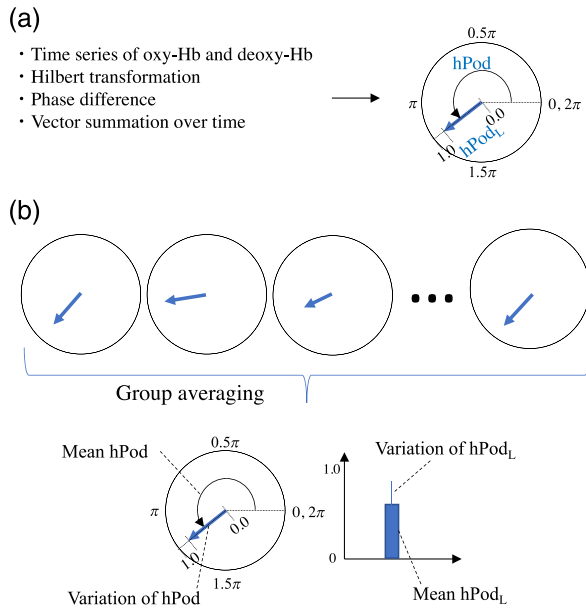 (a)
· Time series of oxy-Hb and deoxy-Hb
· Hilbert transformation
· Phase difference
· Vector summation over time
0.5π
hPod
π
0, 2π
0.0
1.0
hPodL
1.5π
(b)
Group averaging
Mean hPod
0.5π
π
0, 2π
0.0
1.0
1.5π
Variation of hPod
Variation of hPodL
1.0
0
Mean hPodL